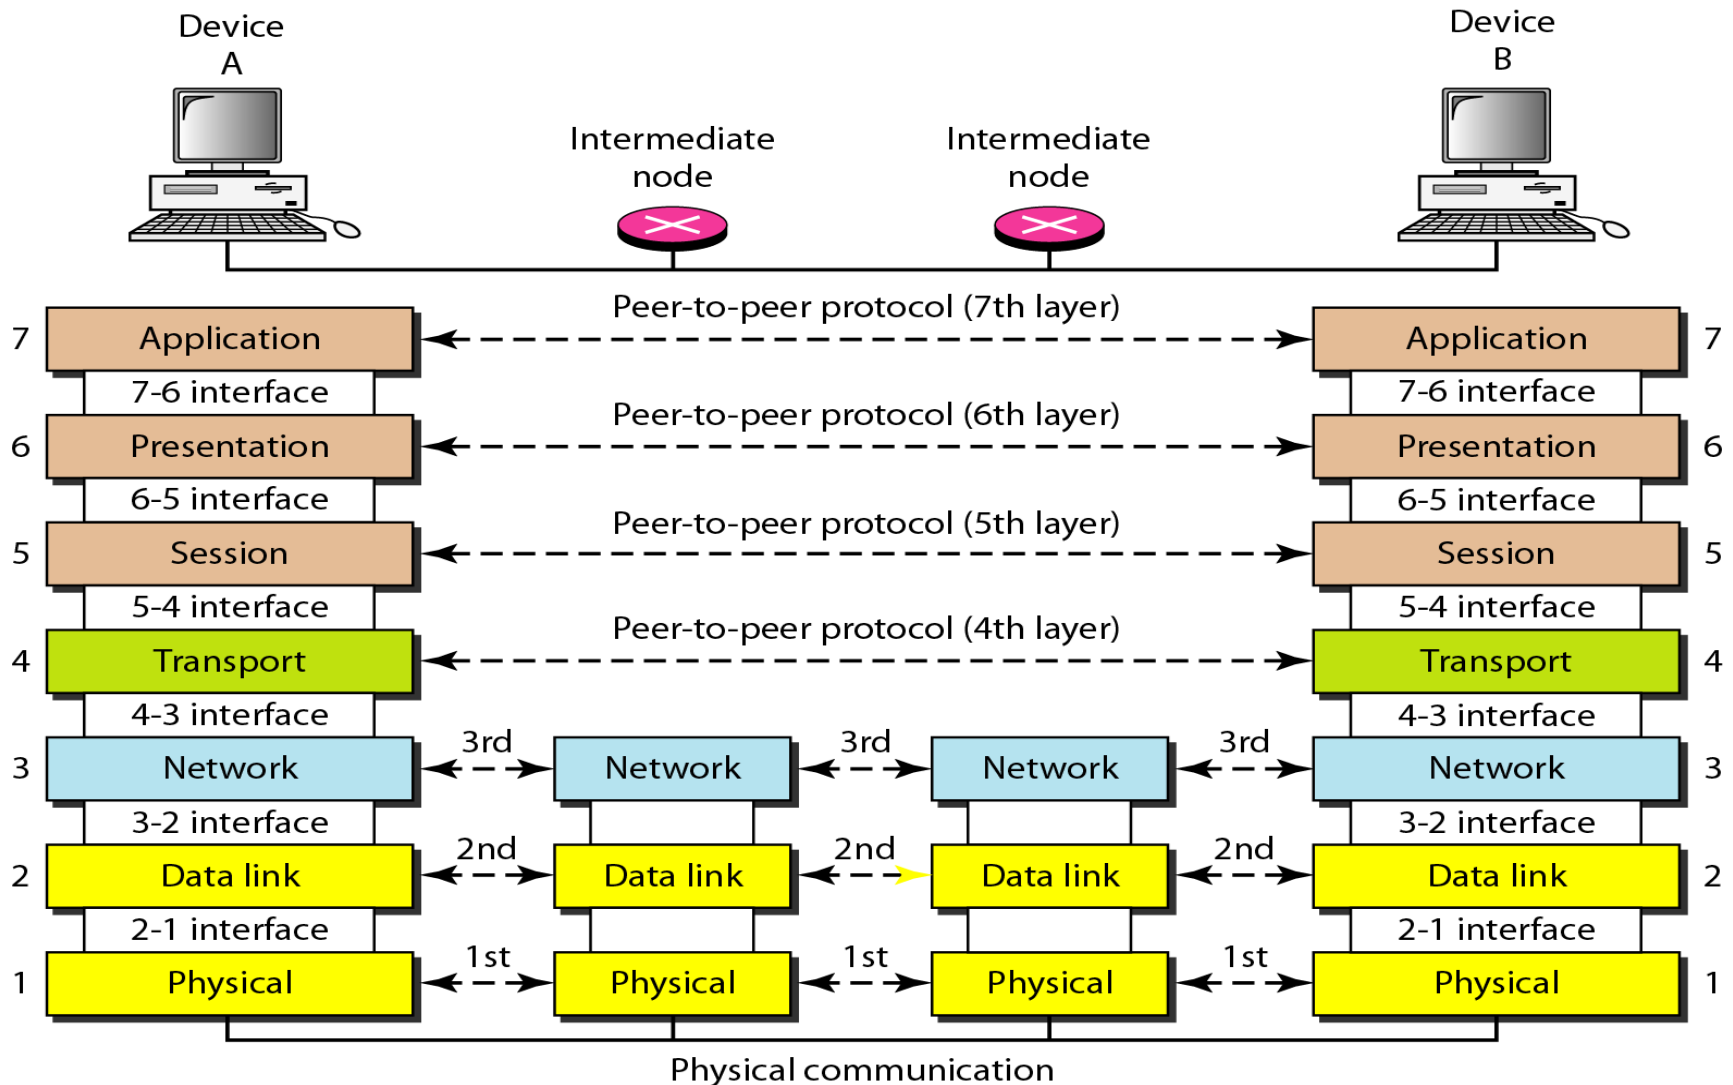 Device
A
Device
B
Intermediate
node
Intermediate
node
Peer-to-peer protocol (7th layer)
7 Application Application 7
7-6 interface 7-6 interface
Peer-to-peer protocol (6th layer)
6 Presentation Presentation 6
6-5 interface 6-5 interface
Peer-to-peer protocol (5th layer)
5 Session Session 5
5-4 interface 5-4 interface
Peer-to-peer protocol (4th layer)
4 Transport Transport 4
4-3 interface 4-3 interface
3rd 3rd 3rd
3 Network Network Network Network 3
3-2 interface 3-2 interface
2nd 2nd 2nd
2 Data link Data link Data link Data link 2
2-1 interface 2-1 interface
1st 1st 1st
1 Physical Physical Physical Physical 1
Physical communication